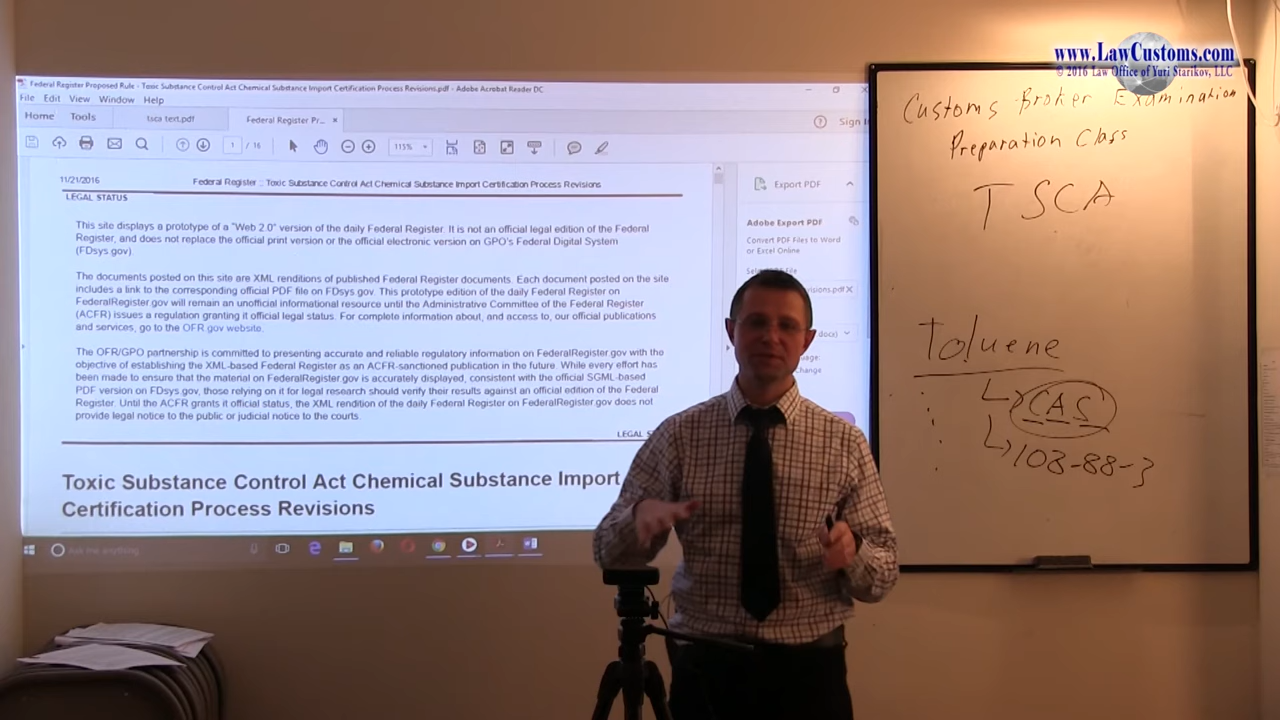 www.LawCustoms.com
© 2016 Law Office of Yuri Starikov, LLC
Federal Register Proposed Rule - Toxic Substance Control Act Chemical Substance Import Certification Process Revisions.pdf - Adobe Acrobat Reader DC
File Edit View Window Help
Home Tools tsca text.pdf Federal Register Pr... × Sign
1 / 16 115%
11/21/2016 Federal Register :: Toxic Substance Control Act Chemical Substance Import Certification Process Revisions
LEGAL STATUS
This site displays a prototype of a "Web 2.0" version of the daily Federal Register. It is not an official legal edition of the Federal
Register, and does not replace the official print version or the official electronic version on GPO's Federal Digital System
(FDsys.gov).
The documents posted on this site are XML renditions of published Federal Register documents. Each document posted on the site
includes a link to the corresponding official PDF file on FDsys.gov. This prototype edition of the daily Federal Register on
FederalRegister.gov will remain an unofficial informational resource until the Administrative Committee of the Federal Register
(ACFR) issues a regulation granting it official legal status. For complete information about, and access to, our official publications
and services, go to the OFR.gov website.
The OFR/GPO partnership is committed to presenting accurate and reliable regulatory information on FederalRegister.gov with the
objective of establishing the XML-based Federal Register as an ACFR-sanctioned publication in the future. While every effort has
been made to ensure that the material on FederalRegister.gov is accurately displayed, consistent with the official SGML-based
PDF version on FDsys.gov, those relying on it for legal research should verify their results against an official edition of the Federal
Register. Until the ACFR grants it official status, the XML rendition of the daily Federal Register on FederalRegister.gov does not
provide legal notice to the public or judicial notice to the courts.
LEGAL
Toxic Substance Control Act Chemical Substance Import
Certification Process Revisions
Export PDF
Adobe Export PDF
Convert PDF Files to Word
or Excel Online
Ask me anything
Customs Broker Examination
Preparation Class
TSCA
Toluene
CAS
108-88-3